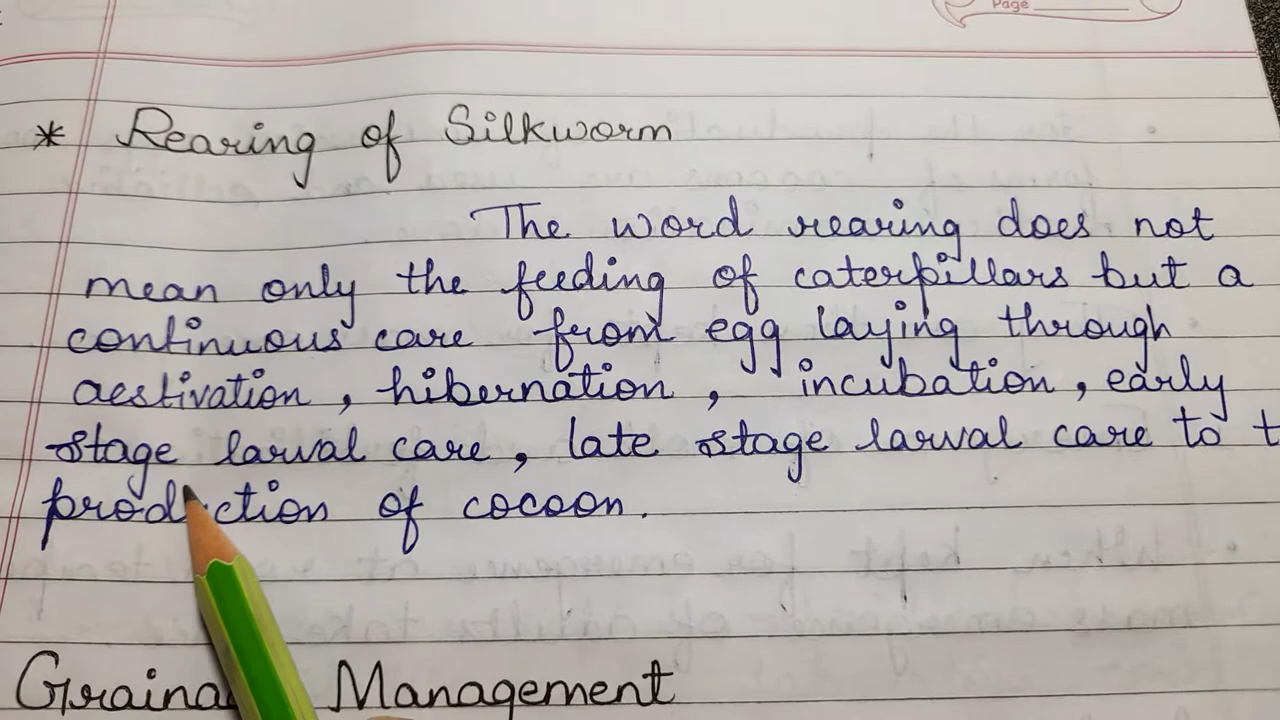 Page
* Rearing of Silkworm
The word rearing does not
mean only the feeding of caterpillars but a
continuous care from egg laying through
aestivation, hibernation, incubation, early
stage larval care, late stage larval care to
production of cocoon.
Management